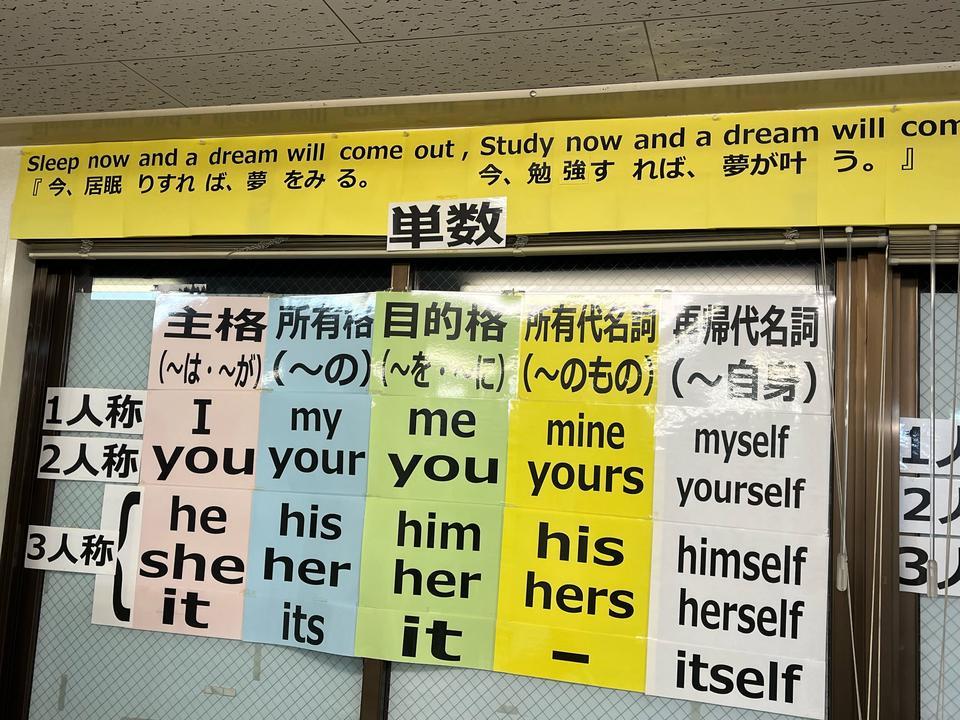 Sleep now and a dream will come out , Study now and a dream will com
『今、居眠りすれば、夢をみる。 今、勉強すれば、夢が叶う。』
単数
主格 所有格 目的格 所有代名詞 再帰代名詞
(～は・～が) (～の) (～を・～に) (～のもの) (～自身)
1人称 I my me mine myself
2人称 you your you yours yourself
he his him his himself
3人称 she her her hers herself
it its it － itself
1人
2
3人